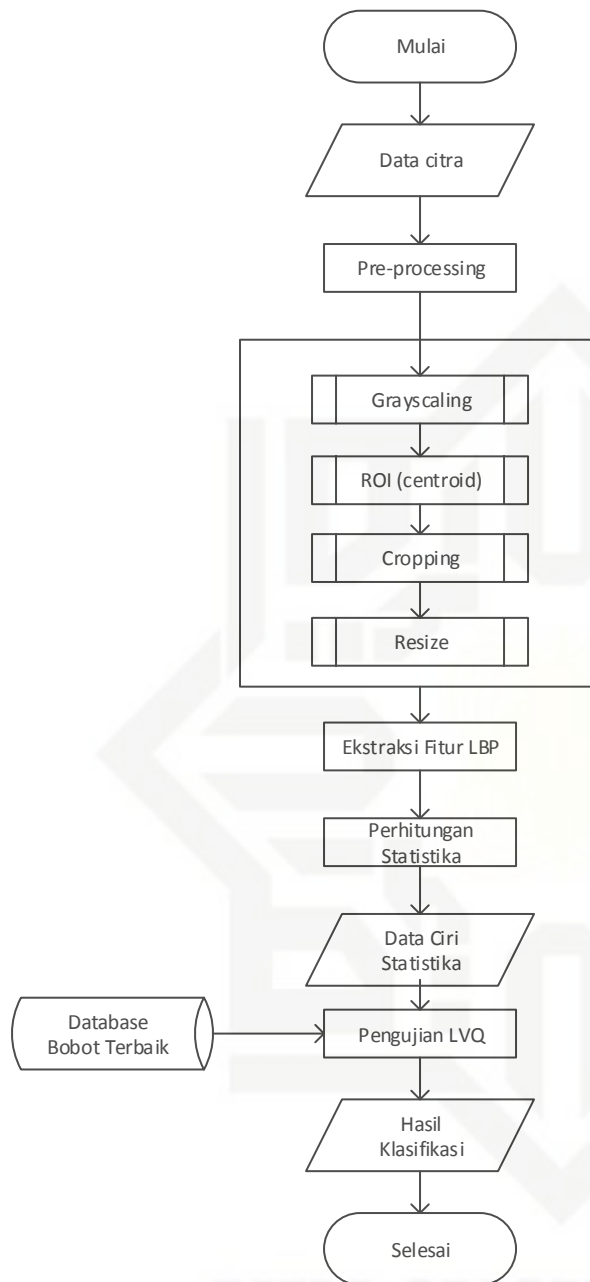 Mulai
Data citra
Pre-processing
Grayscaling
ROI (centroid)
Cropping
Resize
Ekstraksi Fitur LBP
Perhitungan
Statistika
Data Ciri
Statistika
Database
Bobot Terbaik
Pengujian LVQ
Hasil
Klasifikasi
Selesai